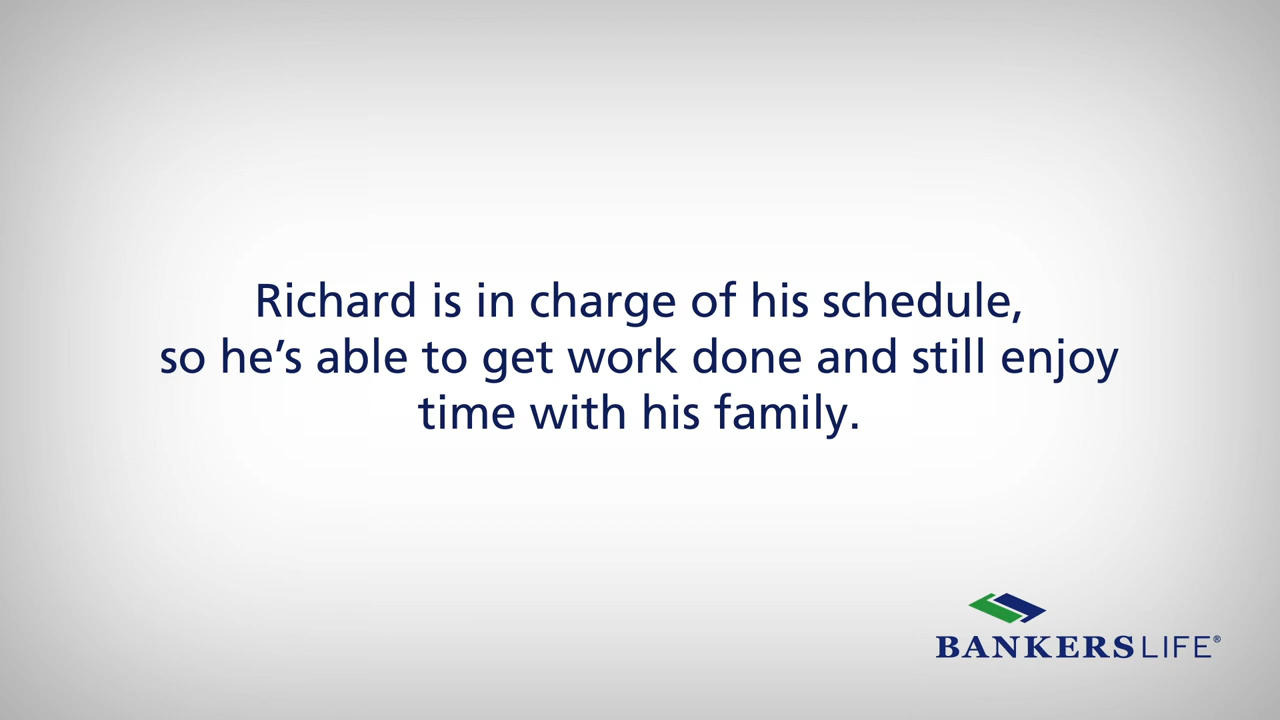 Richard is in charge of his schedule,
so he’s able to get work done and still enjoy
time with his family.
BANKERS LIFE®